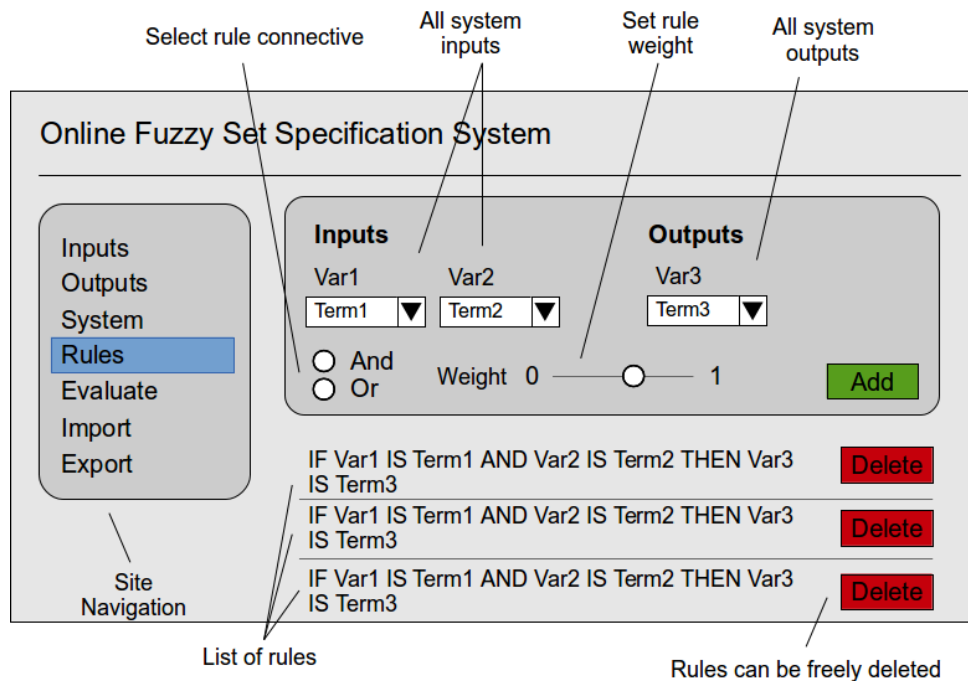 Select rule connective
All system
inputs
Set rule
weight
All system
outputs
Online Fuzzy Set Specification System
Inputs
Outputs
System
Rules
Evaluate
Import
Export
Inputs
Outputs
Var1
Var2
Var3
Term1
Term2
Term3
And
Or
Weight 0 1
Add
IF Var1 IS Term1 AND Var2 IS Term2 THEN Var3
IS Term3
Delete
IF Var1 IS Term1 AND Var2 IS Term2 THEN Var3
IS Term3
Delete
IF Var1 IS Term1 AND Var2 IS Term2 THEN Var3
IS Term3
Delete
Site
Navigation
List of rules
Rules can be freely deleted